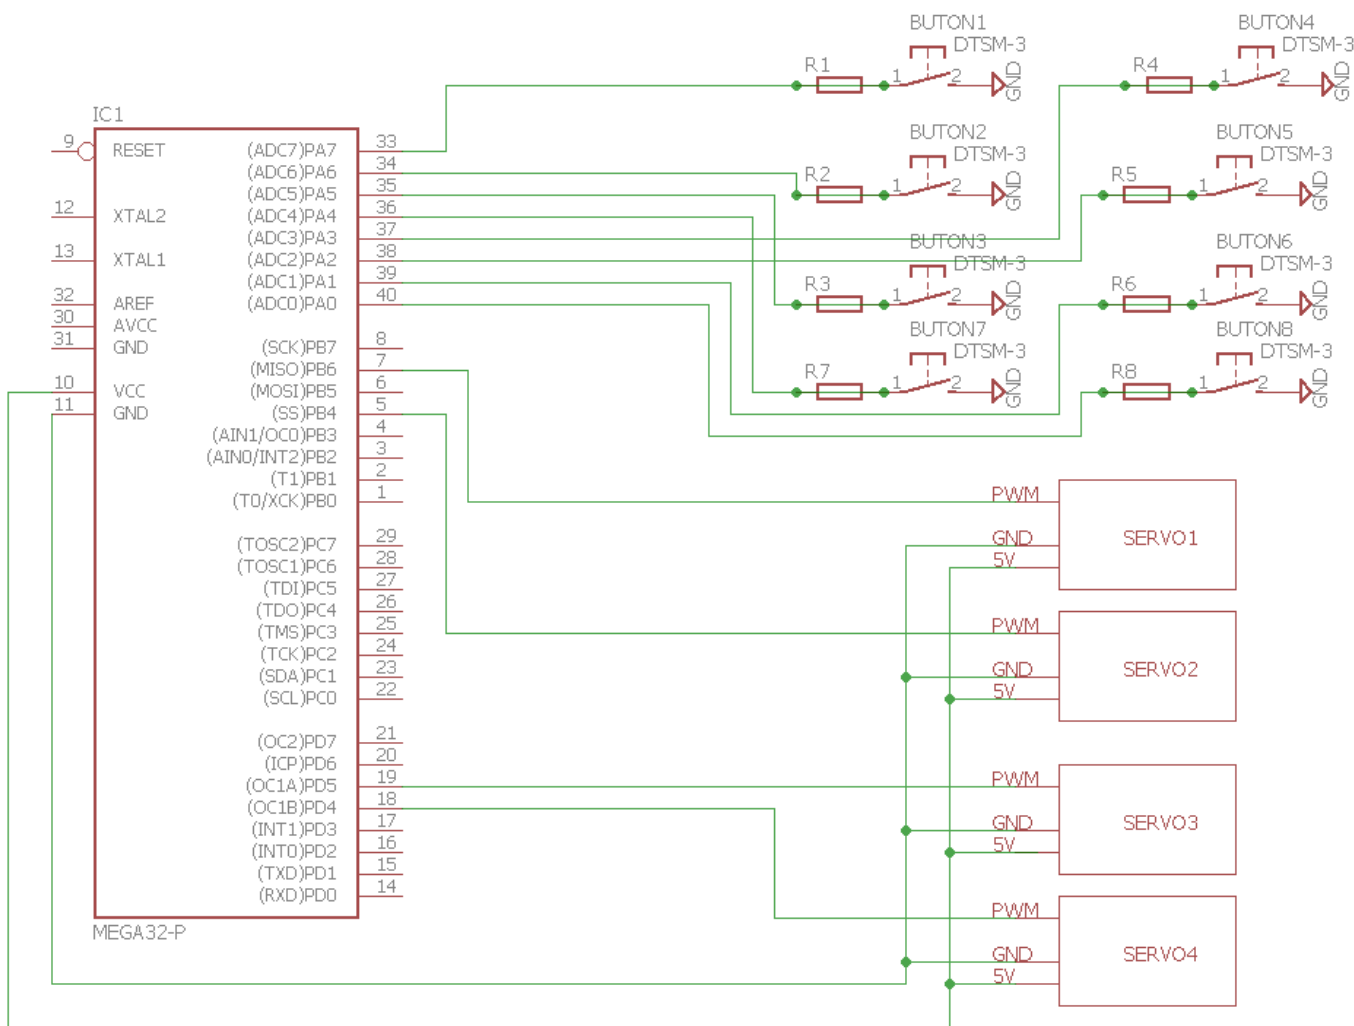 BUTON1
DTSM-3
R1
1
2
GND
BUTON4
DTSM-3
R4
1
2
GND
BUTON2
DTSM-3
R2
1
2
GND
BUTON5
DTSM-3
R5
1
2
GND
BUTON3
DTSM-3
R3
1
2
GND
BUTON6
DTSM-3
R6
1
2
GND
BUTON7
DTSM-3
R7
1
2
GND
BUTON8
DTSM-3
R8
1
2
GND
IC1
9 RESET
12 XTAL2
13 XTAL1
32 AREF
30 AVCC
31 GND
10 VCC
11 GND
(ADC7)PA7 33
(ADC6)PA6 34
(ADC5)PA5 35
(ADC4)PA4 36
(ADC3)PA3 37
(ADC2)PA2 38
(ADC1)PA1 39
(ADC0)PA0 40
(SCK)PB7 8
(MISO)PB6 7
(MOSI)PB5 6
(SS)PB4 5
(AIN1/OC0)PB3 4
(AIN0/INT2)PB2 3
(T1)PB1 2
(T0/XCK)PB0 1
(TOSC2)PC7 29
(TOSC1)PC6 28
(TDI)PC5 27
(TDO)PC4 26
(TMS)PC3 25
(TCK)PC2 24
(SDA)PC1 23
(SCL)PC0 22
(OC2)PD7 21
(ICP)PD6 20
(OC1A)PD5 19
(OC1B)PD4 18
(INT1)PD3 17
(INT0)PD2 16
(TXD)PD1 15
(RXD)PD0 14
MEGA32-P
PWM
GND
5V
SERVO1
PWM
GND
5V
SERVO2
PWM
GND
5V
SERVO3
PWM
GND
5V
SERVO4